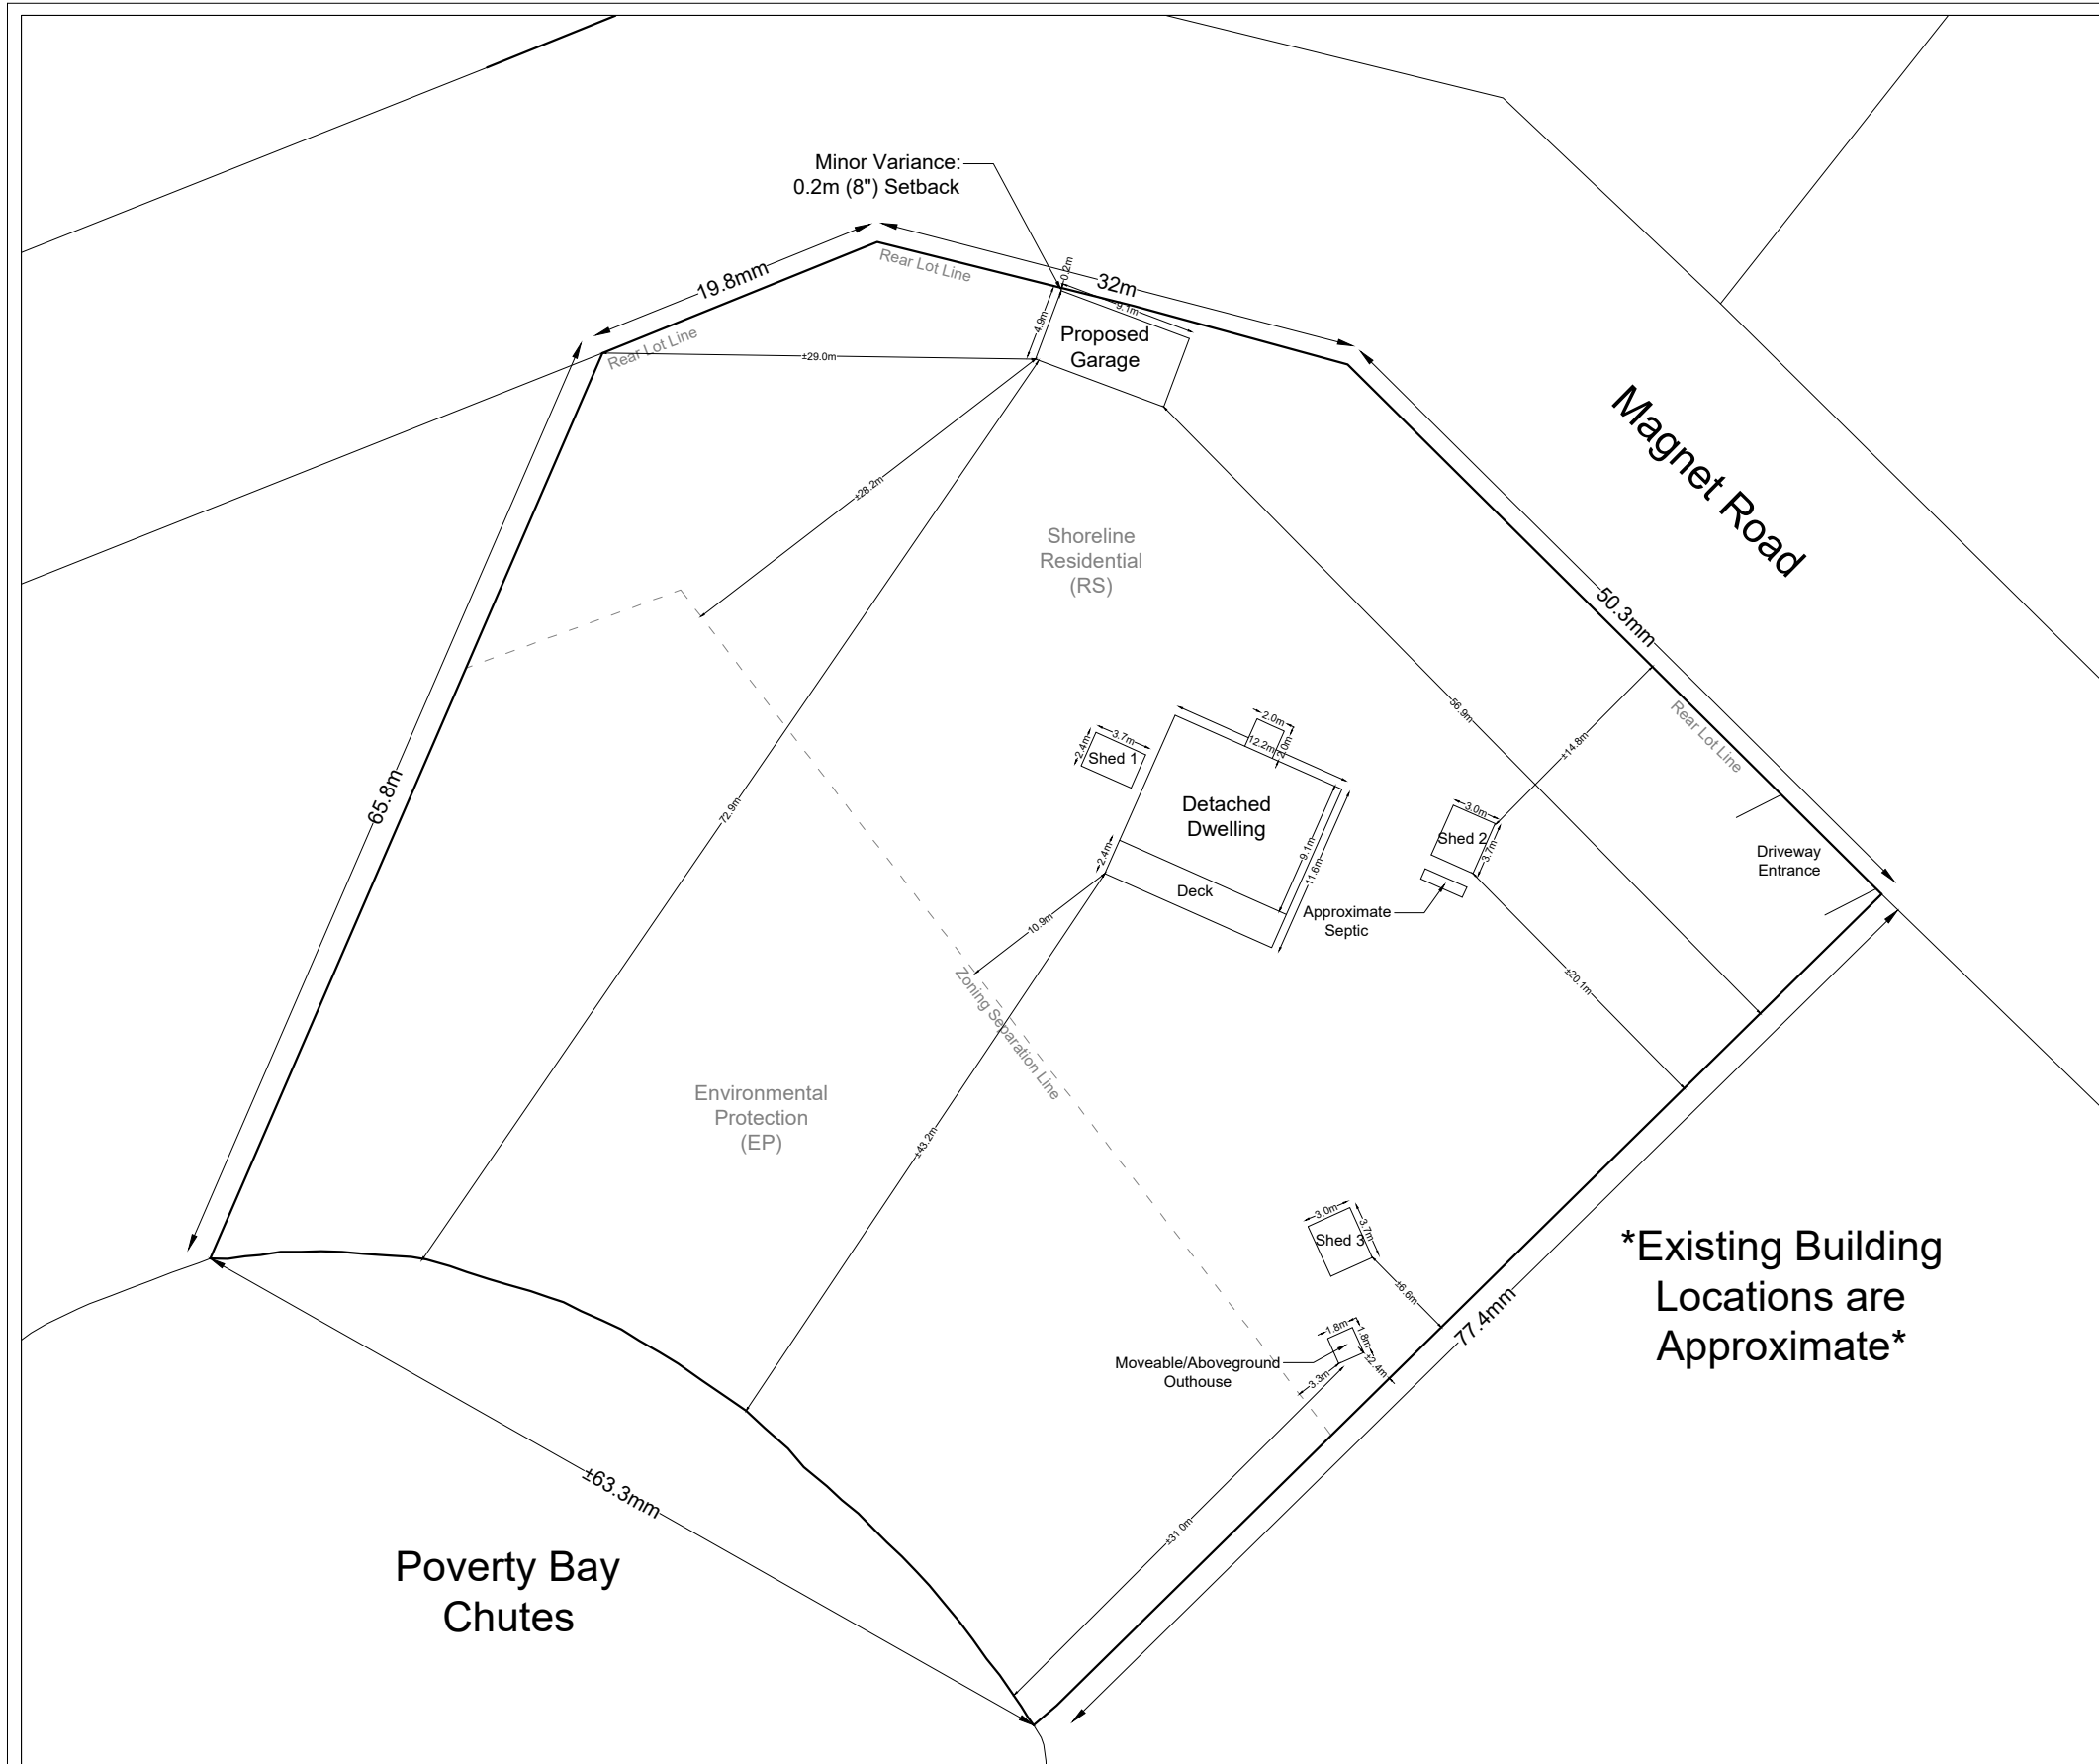 Minor Variance:
0.2m (8") Setback
Rear Lot Line
±0.2m
32m
19.8mm
9.1m
4.9m
Proposed
Garage
Rear Lot Line
±29.0m
Magnet Road
±28.2m
Shoreline
Residential
(RS)
50.3mm
56.9m
Rear Lot Line
±14.8m
2.0m
2.0m
12.2m
3.7m
2.4m
Shed 1
65.8m
72.9m
Detached
Dwelling
3.0m
Shed 2
3.7m
Driveway
Entrance
9.1m
11.6m
2.4m
Deck
Approximate
Septic
10.9m
±20.1m
Zoning Separation Line
Environmental
Protection
(EP)
±43.2m
3.0m
3.7m
Shed 3
±6.6m
*Existing Building
Locations are
Approximate*
77.4mm
1.8m
1.8m
±2.4m
Moveable/Aboveground
Outhouse
3.3m
±63.3mm
±31.0m
Poverty Bay
Chutes